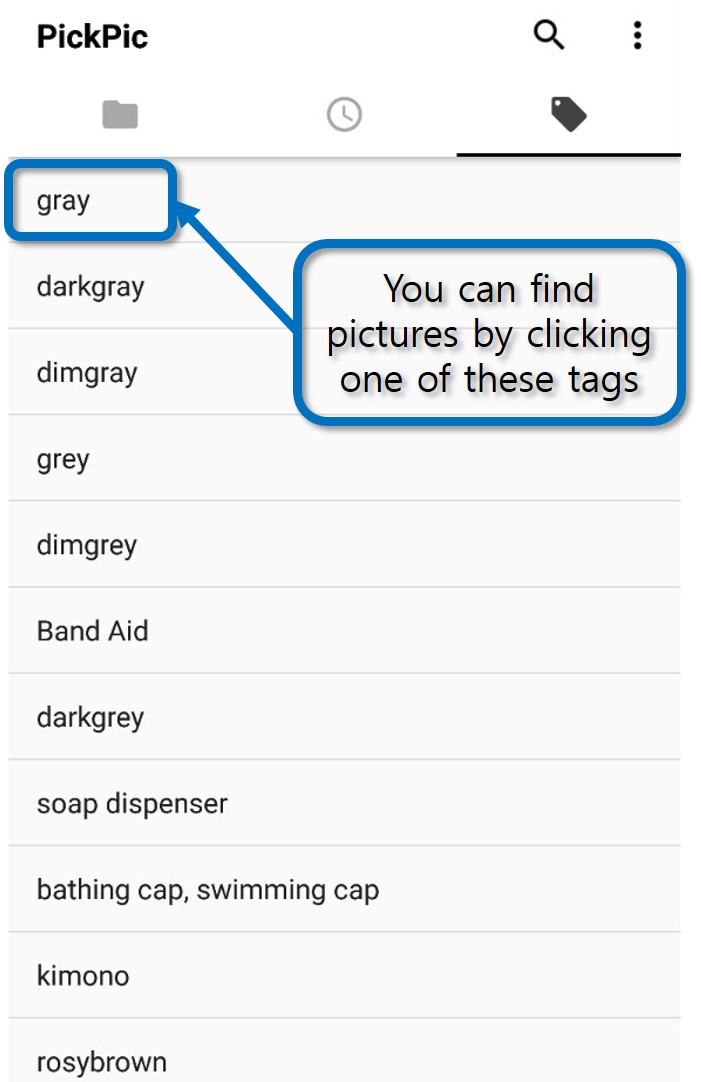 PickPic
gray
You can find
pictures by clicking
one of these tags
darkgray
dimgray
grey
dimgrey
Band Aid
darkgrey
soap dispenser
bathing cap, swimming cap
kimono
rosybrown